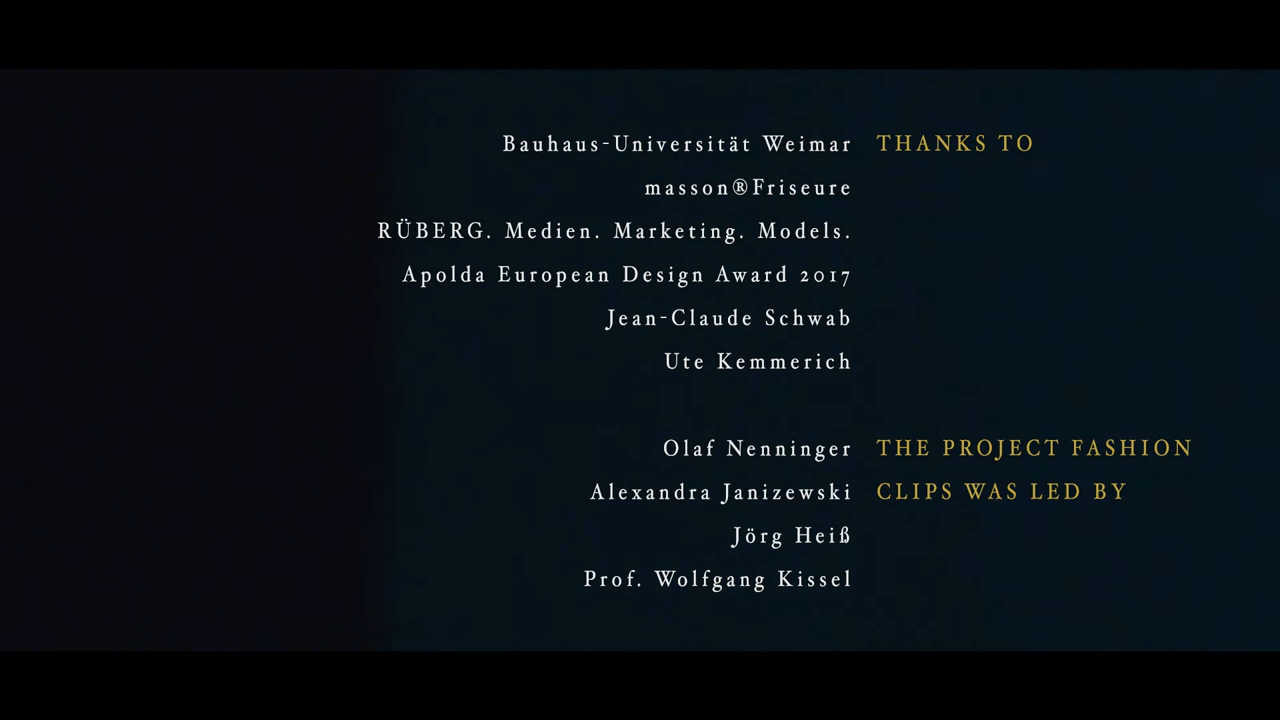 Bauhaus-Universität Weimar THANKS TO
masson®Friseure
RÜBERG. Medien. Marketing. Models.
Apolda European Design Award 2017
Jean-Claude Schwab
Ute Kemmerich
Olaf Nenninger THE PROJECT FASHION
Alexandra Janizewski CLIPS WAS LED BY
Jörg Heiß
Prof. Wolfgang Kissel